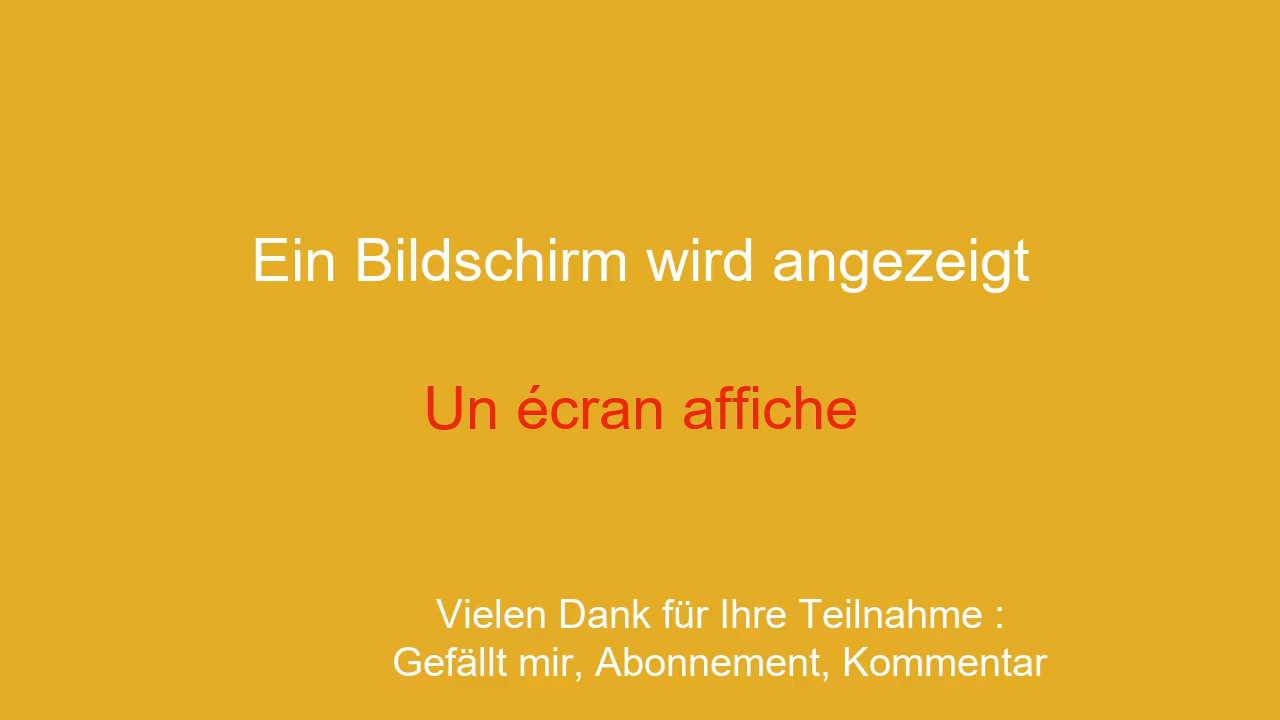 Ein Bildschirm wird angezeigt
Un écran affiche
Vielen Dank für Ihre Teilnahme :
Gefällt mir, Abonnement, Kommentar